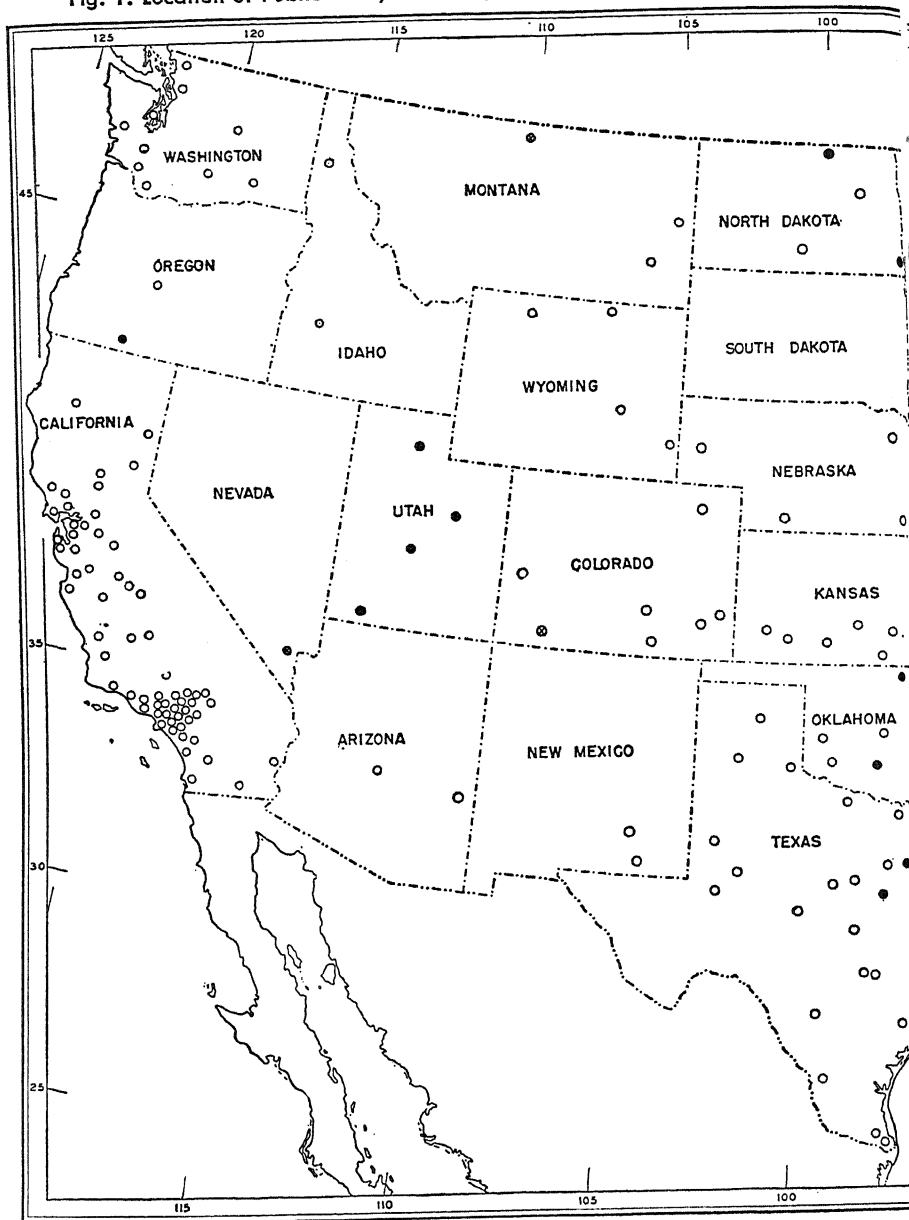 Fig. 1. Location of Public
125 120 115 110 105 100
WASHINGTON
MONTANA
45
NORTH DAKOTA
OREGON
SOUTH DAKOTA
IDAHO
WYOMING
CALIFORNIA
NEBRASKA
NEVADA
UTAH
COLORADO
KANSAS
35
OKLAHOMA
ARIZONA
NEW MEXICO
TEXAS
30
25
115 110 105 100